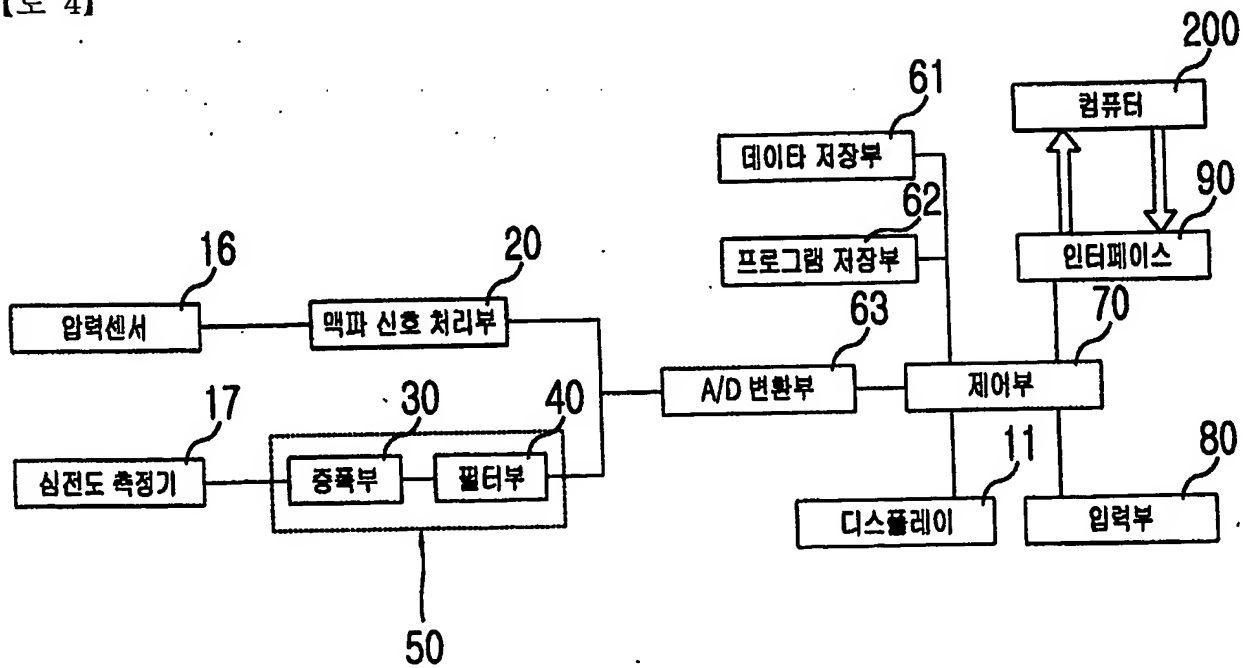 【도 4】
200
컴퓨터
61
데이타 저장부
62
프로그램 저장부
90
인터페이스
16
압력센서
20
맥파 신호 처리부
63
A/D 변환부
70
제어부
17
심전도 측정기
30
증폭부
40
필터부
50
11
디스플레이
80
입력부